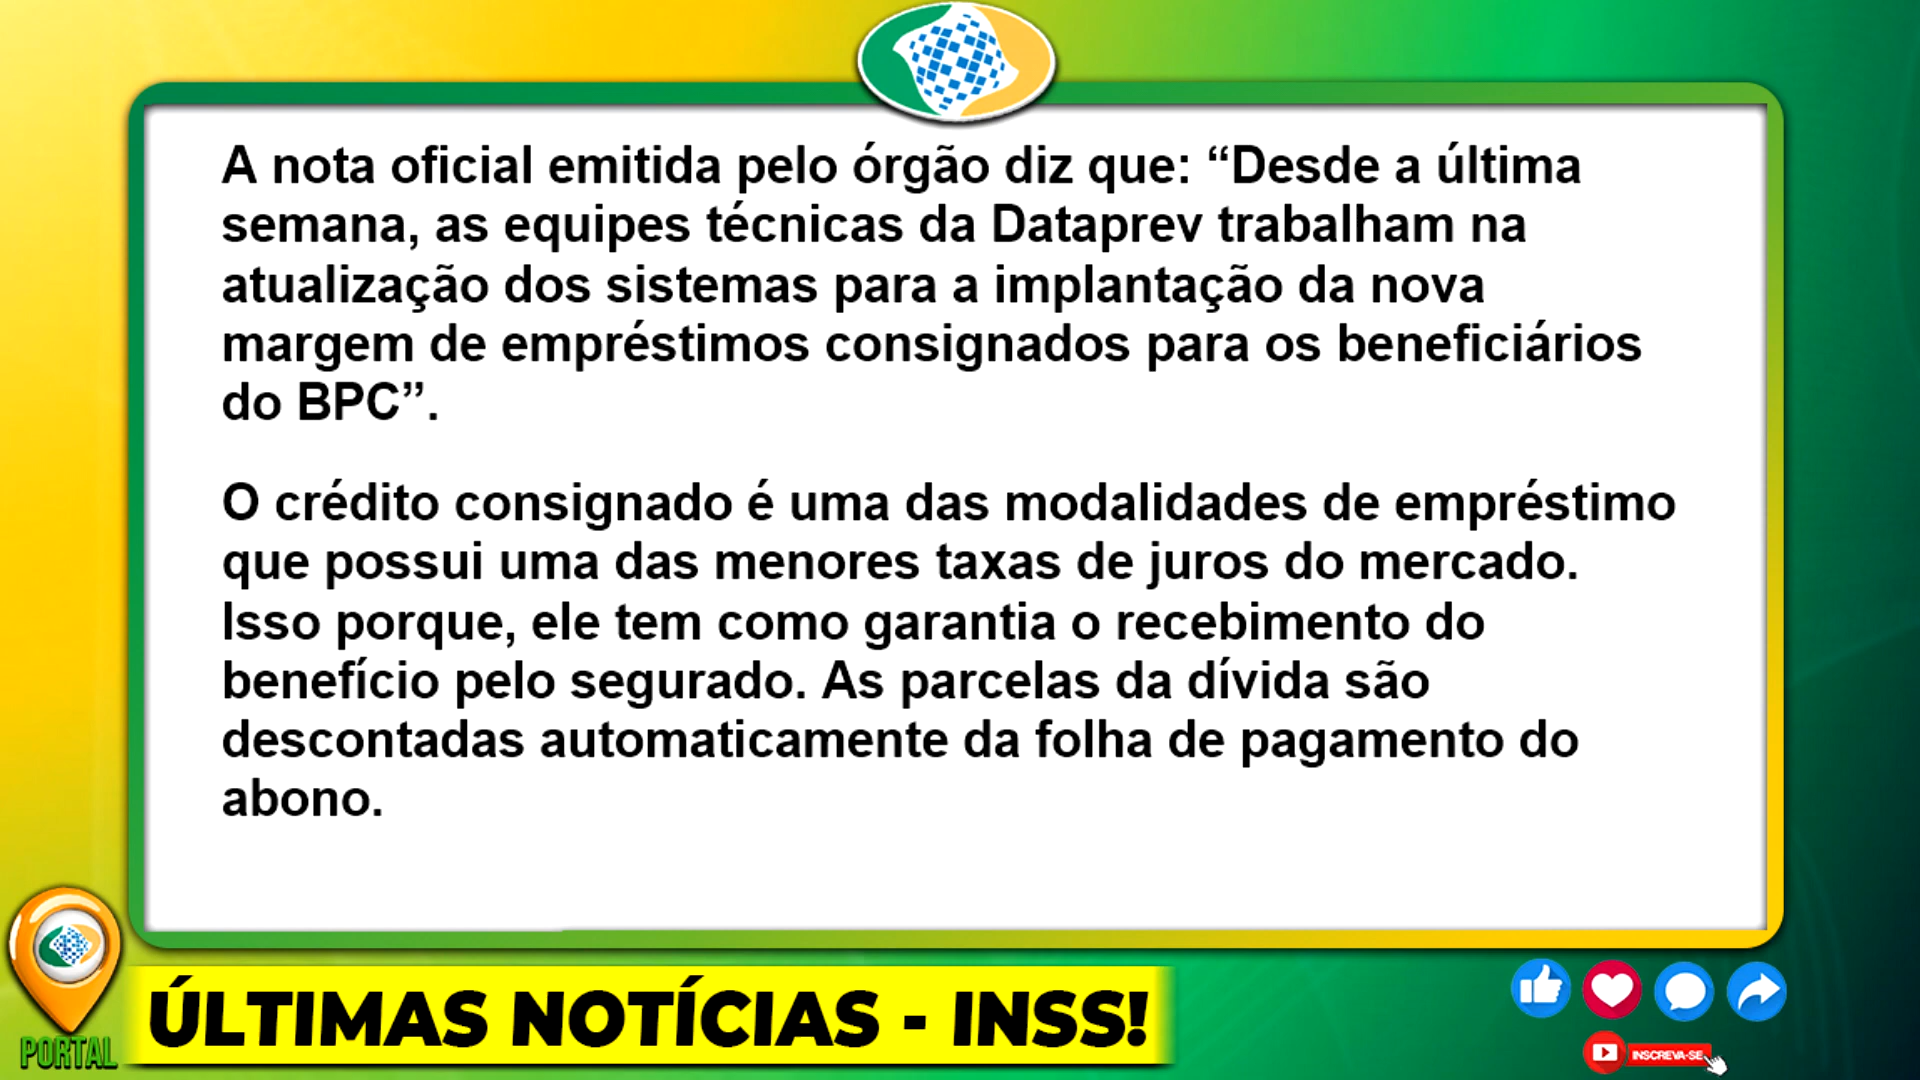 A nota oficial emitida pelo órgão diz que: “Desde a última
semana, as equipes técnicas da Dataprev trabalham na
atualização dos sistemas para a implantação da nova
margem de empréstimos consignados para os beneficiários
do BPC”.
O crédito consignado é uma das modalidades de empréstimo
que possui uma das menores taxas de juros do mercado.
Isso porque, ele tem como garantia o recebimento do
benefício pelo segurado. As parcelas da dívida são
descontadas automaticamente da folha de pagamento do
abono.
ÚLTIMAS NOTÍCIAS - INSS!
PORTAL
INSCREVA-SE